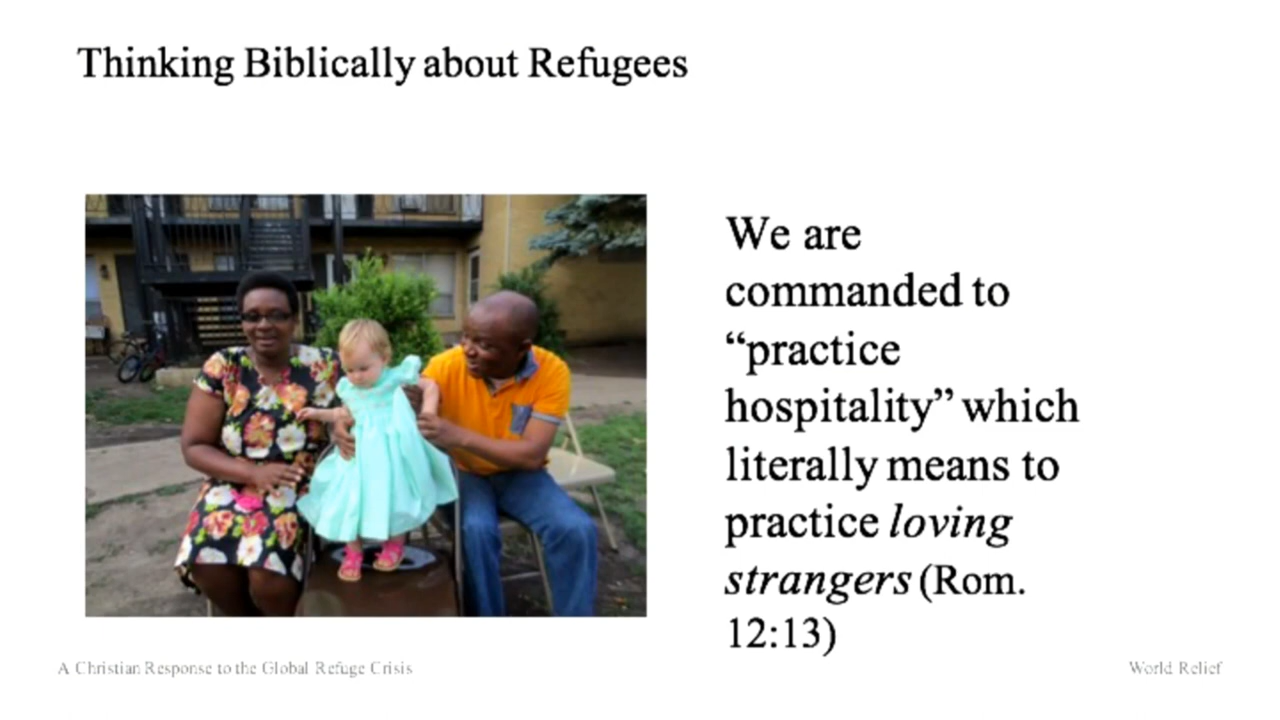 Thinking Biblically about Refugees
We are
commanded to
“practice
hospitality” which
literally means to
practice loving
strangers (Rom.
12:13)
A Christian Response to the Global Refuge Crisis
World Relief